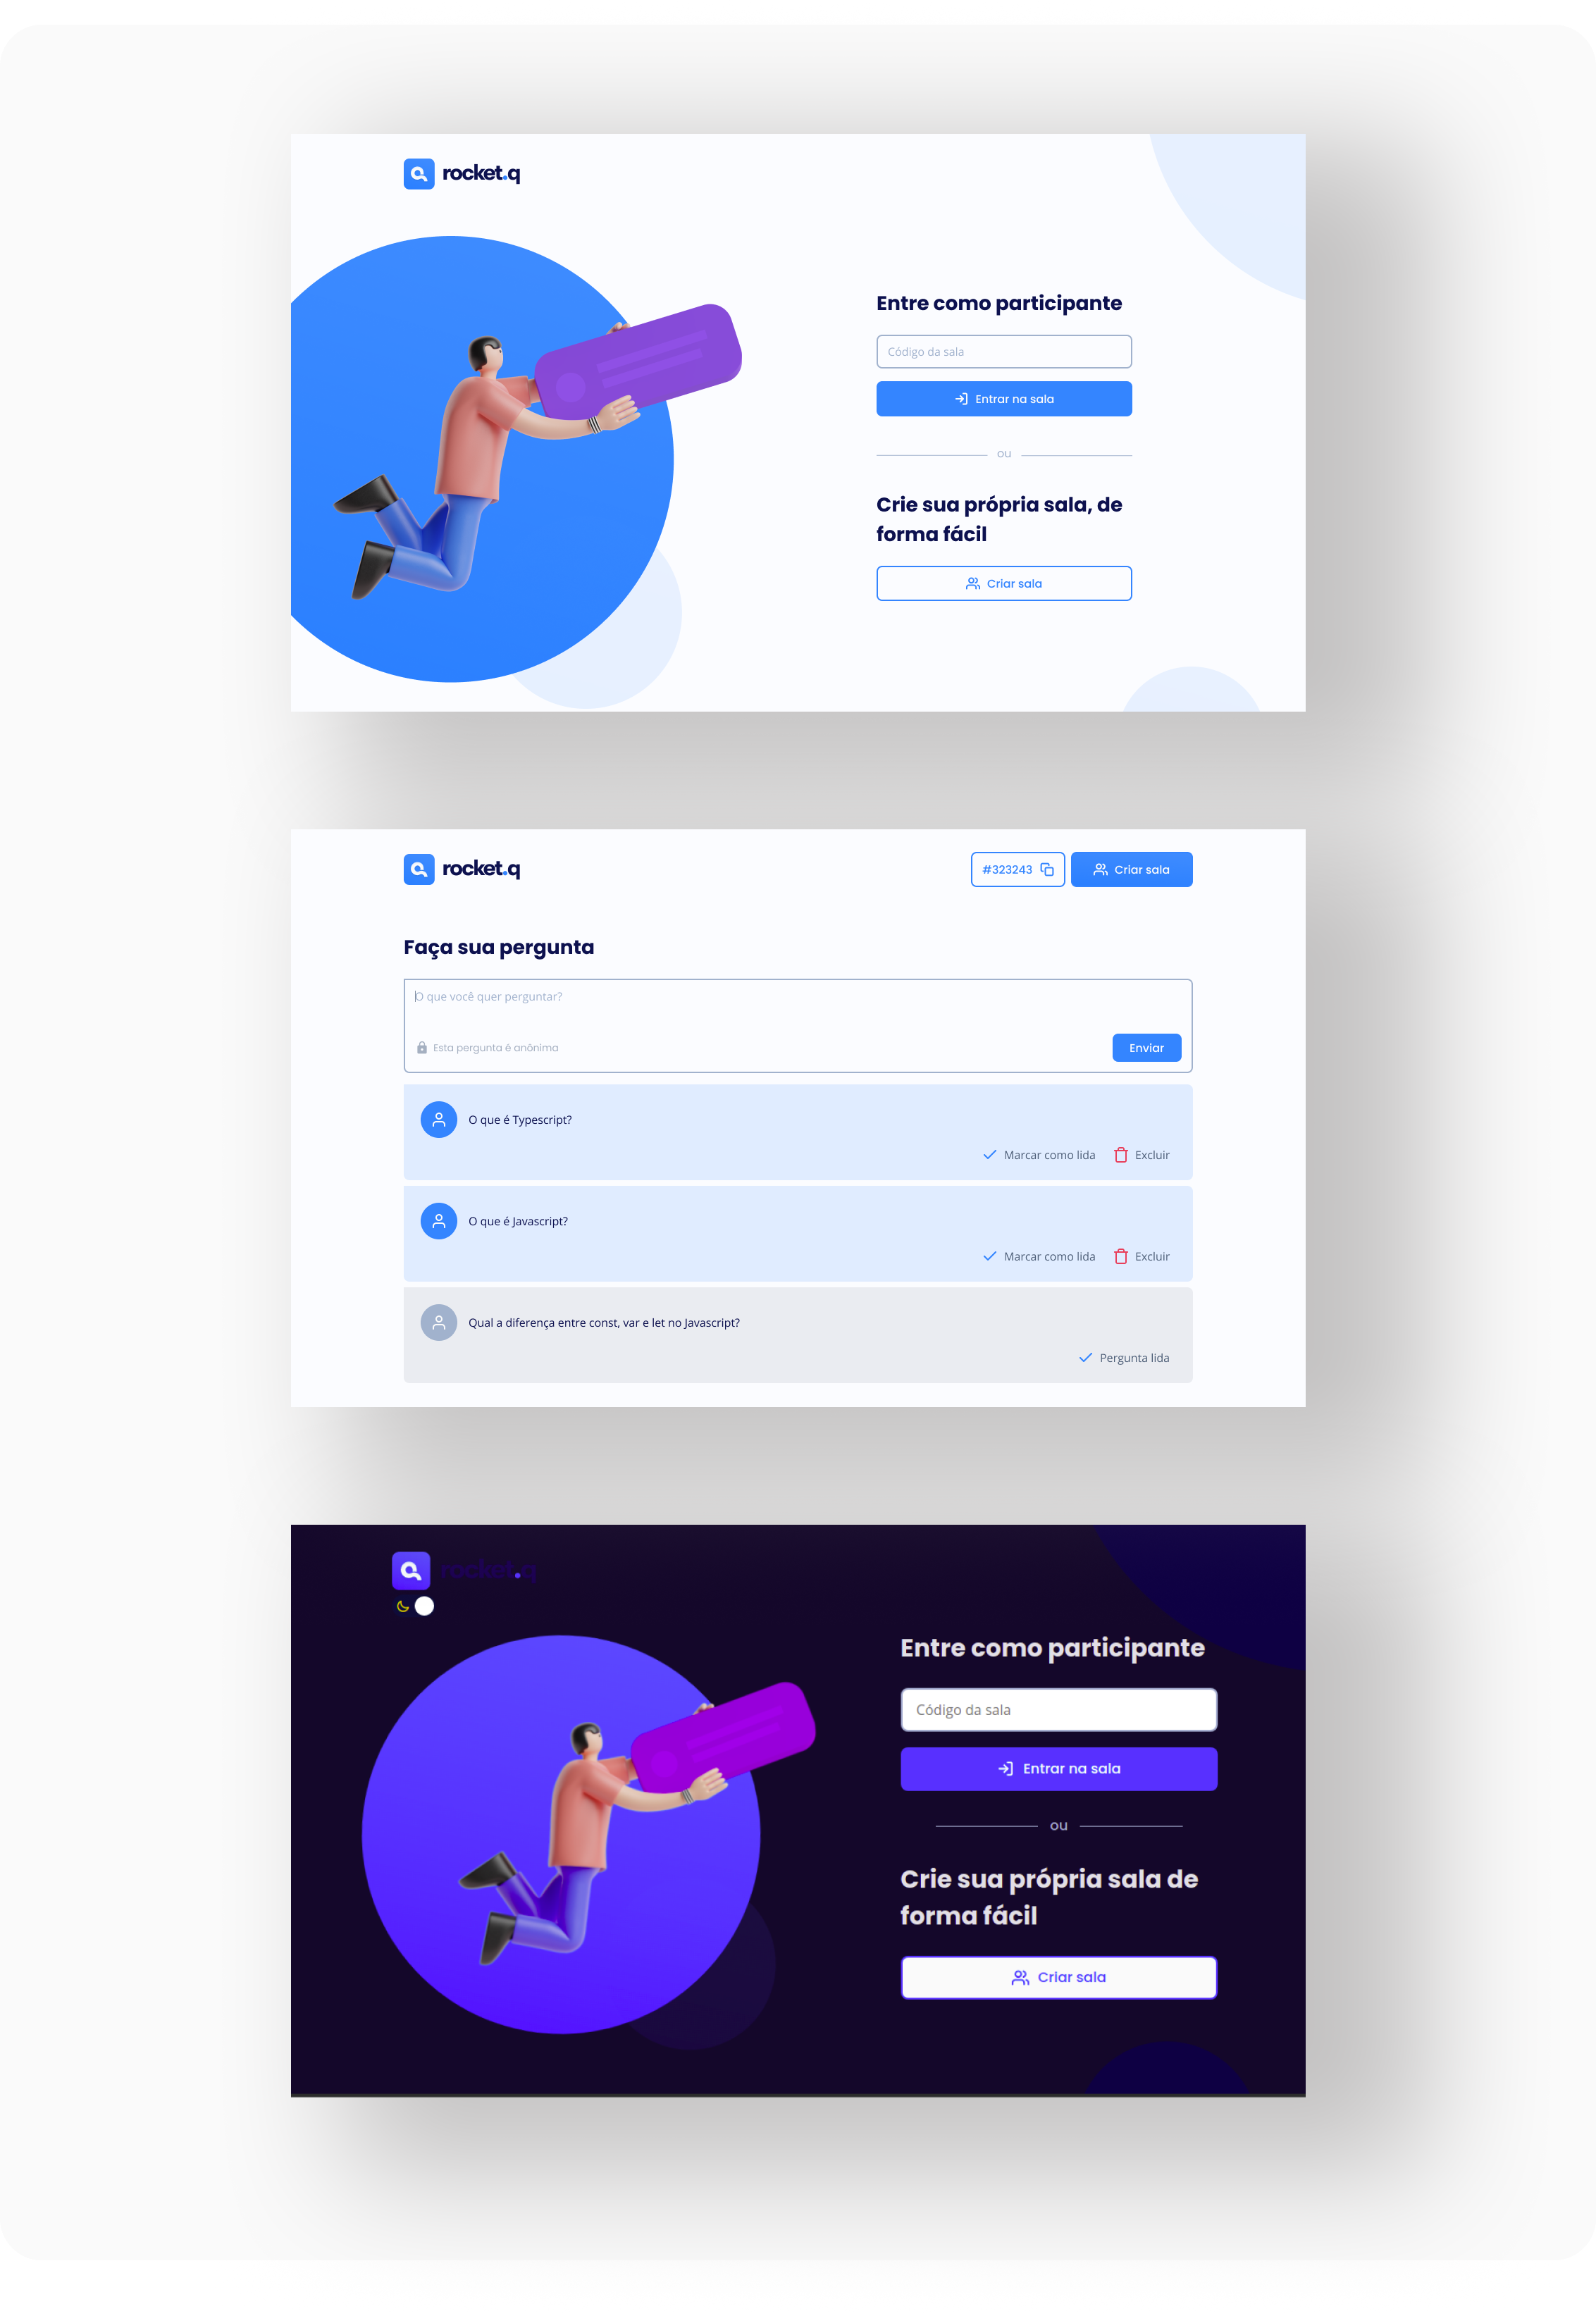 rocket.q
Entre como participante
Código da sala
Entrar na sala
ou
Crie sua própria sala, de
forma fácil
Criar sala
rocket.q
#323243
Criar sala
Faça sua pergunta
O que você quer perguntar?
Esta pergunta é anônima
Enviar
O que é Typescript?
Marcar como lida
Excluir
O que é Javascript?
Marcar como lida
Excluir
Qual a diferença entre const, var e let no Javascript?
Pergunta lida
rocket.q
Entre como participante
Código da sala
Entrar na sala
ou
Crie sua própria sala de
forma fácil
Criar sala